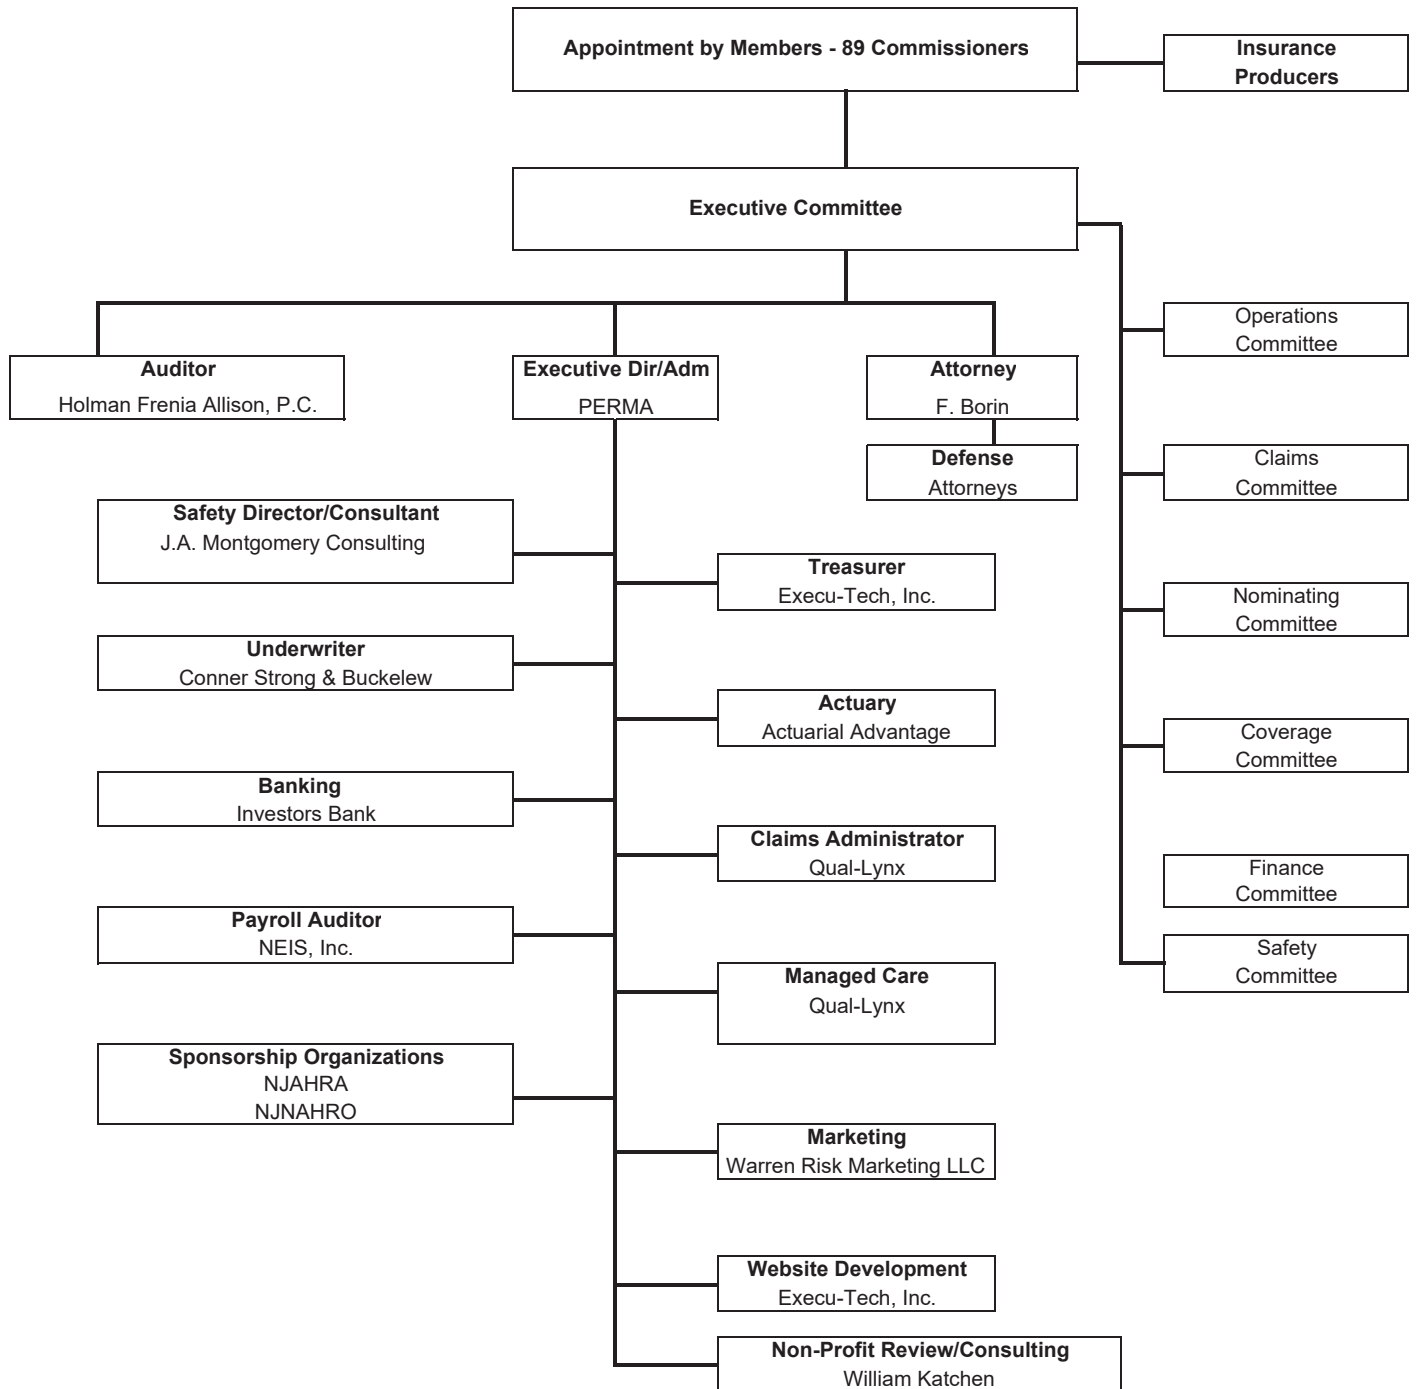 Appointment by Members - 89 Commissioners
Insurance
Producers
Executive Committee
Operations
Committee
Auditor
Holman Frenia Allison, P.C.
Executive Dir/Adm
PERMA
Attorney
F. Borin
Defense
Attorneys
Claims
Committee
Safety Director/Consultant
J.A. Montgomery Consulting
Treasurer
Execu-Tech, Inc.
Nominating
Committee
Underwriter
Conner Strong & Buckelew
Actuary
Actuarial Advantage
Coverage
Committee
Banking
Investors Bank
Claims Administrator
Qual-Lynx
Finance
Committee
Payroll Auditor
NEIS, Inc.
Safety
Committee
Managed Care
Qual-Lynx
Sponsorship Organizations
NJAHRA
NJNAHRO
Marketing
Warren Risk Marketing LLC
Website Development
Execu-Tech, Inc.
Non-Profit Review/Consulting
William Katchen